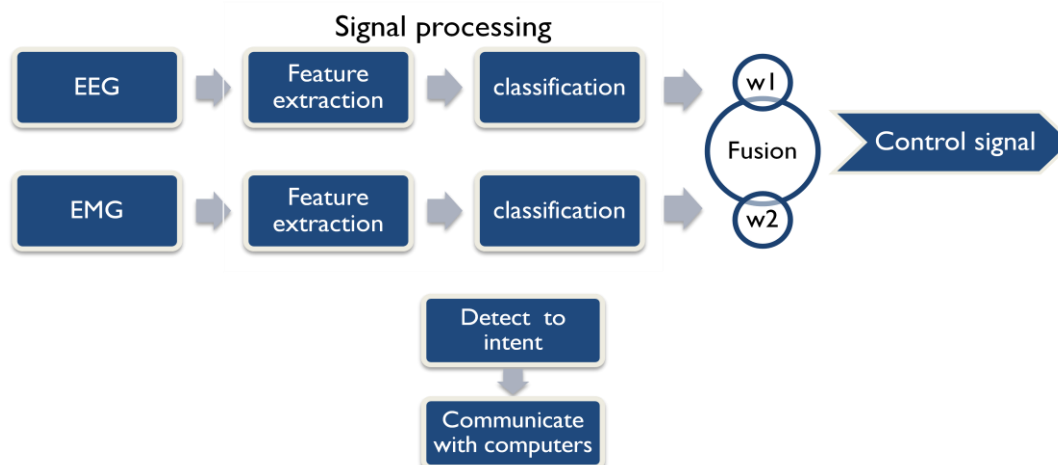 Signal processing
EEG
Feature
extraction
classification
w1
Fusion
Control signal
EMG
Feature
extraction
classification
w2
Detect to
intent
Communicate
with computers